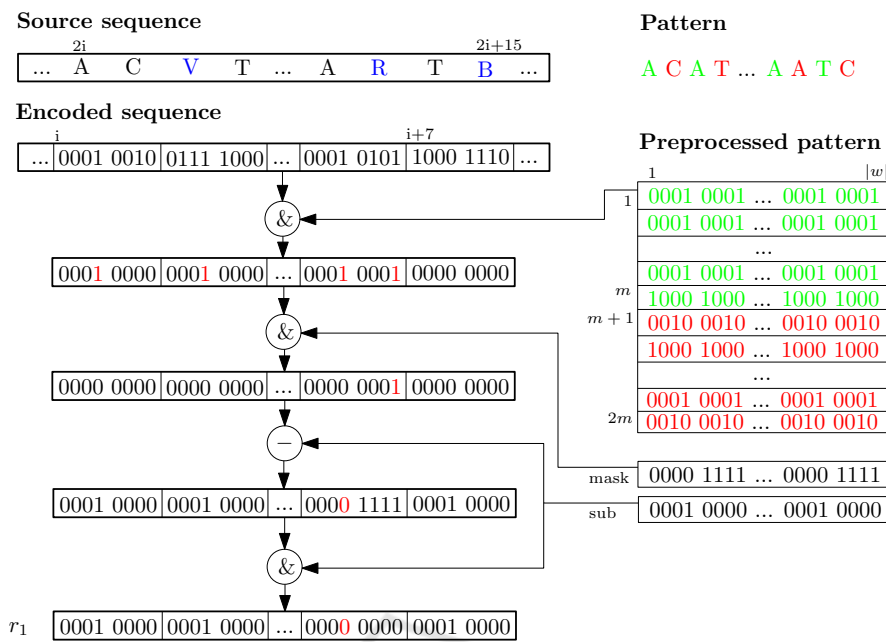 Source sequence
2i 2i+15
... A C V T ... A R T B ...
Encoded sequence
i i+7
... 0001 0010 0111 1000 ... 0001 0101 1000 1110 ...
&
0001 0000 0001 0000 ... 0001 0001 0000 0000
&
0000 0000 0000 0000 ... 0000 0001 0000 0000
−
0001 0000 0001 0000 ... 0000 1111 0001 0000
&
r1 0001 0000 0001 0000 ... 0000 0000 0001 0000
Pattern
A C A T ... A A T C
Preprocessed pattern
1 |w|
1 0001 0001 ... 0001 0001
0001 0001 ... 0001 0001
...
0001 0001 ... 0001 0001
m 1000 1000 ... 1000 1000
m + 1 0010 0010 ... 0010 0010
1000 1000 ... 1000 1000
...
0001 0001 ... 0001 0001
2m 0010 0010 ... 0010 0010
mask 0000 1111 ... 0000 1111
sub 0001 0000 ... 0001 0000